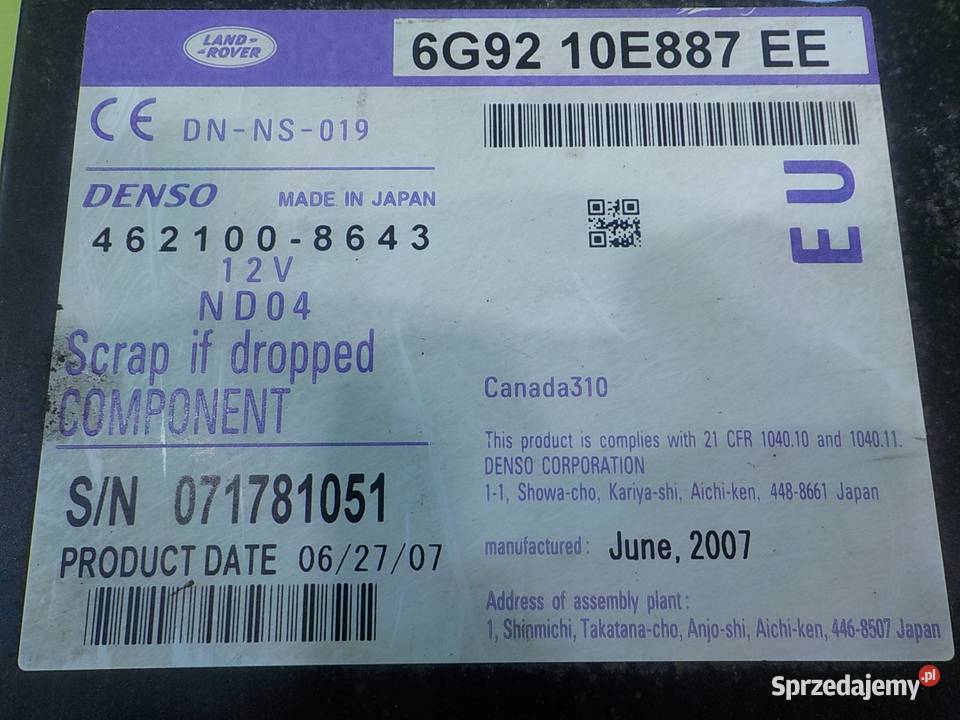 LAND-
-ROVER
6G92 10E887 EE
CE DN-NS-019
DENSO MADE IN JAPAN
462100-8643
12V
ND04
Scrap if dropped
COMPONENT
S/N 071781051
PRODUCT DATE 06/27/07
EU
Canada310
This product is complies with 21 CFR 1040.10 and 1040.11.
DENSO CORPORATION
1-1, Showa-cho, Kariya-shi, Aichi-ken, 448-8661 Japan
manufactured: June, 2007
Address of assembly plant:
1, Shinmichi, Takatana-cho, Anjo-shi, Aichi-ken, 446-8507 Japan
Sprzedajemy.pl